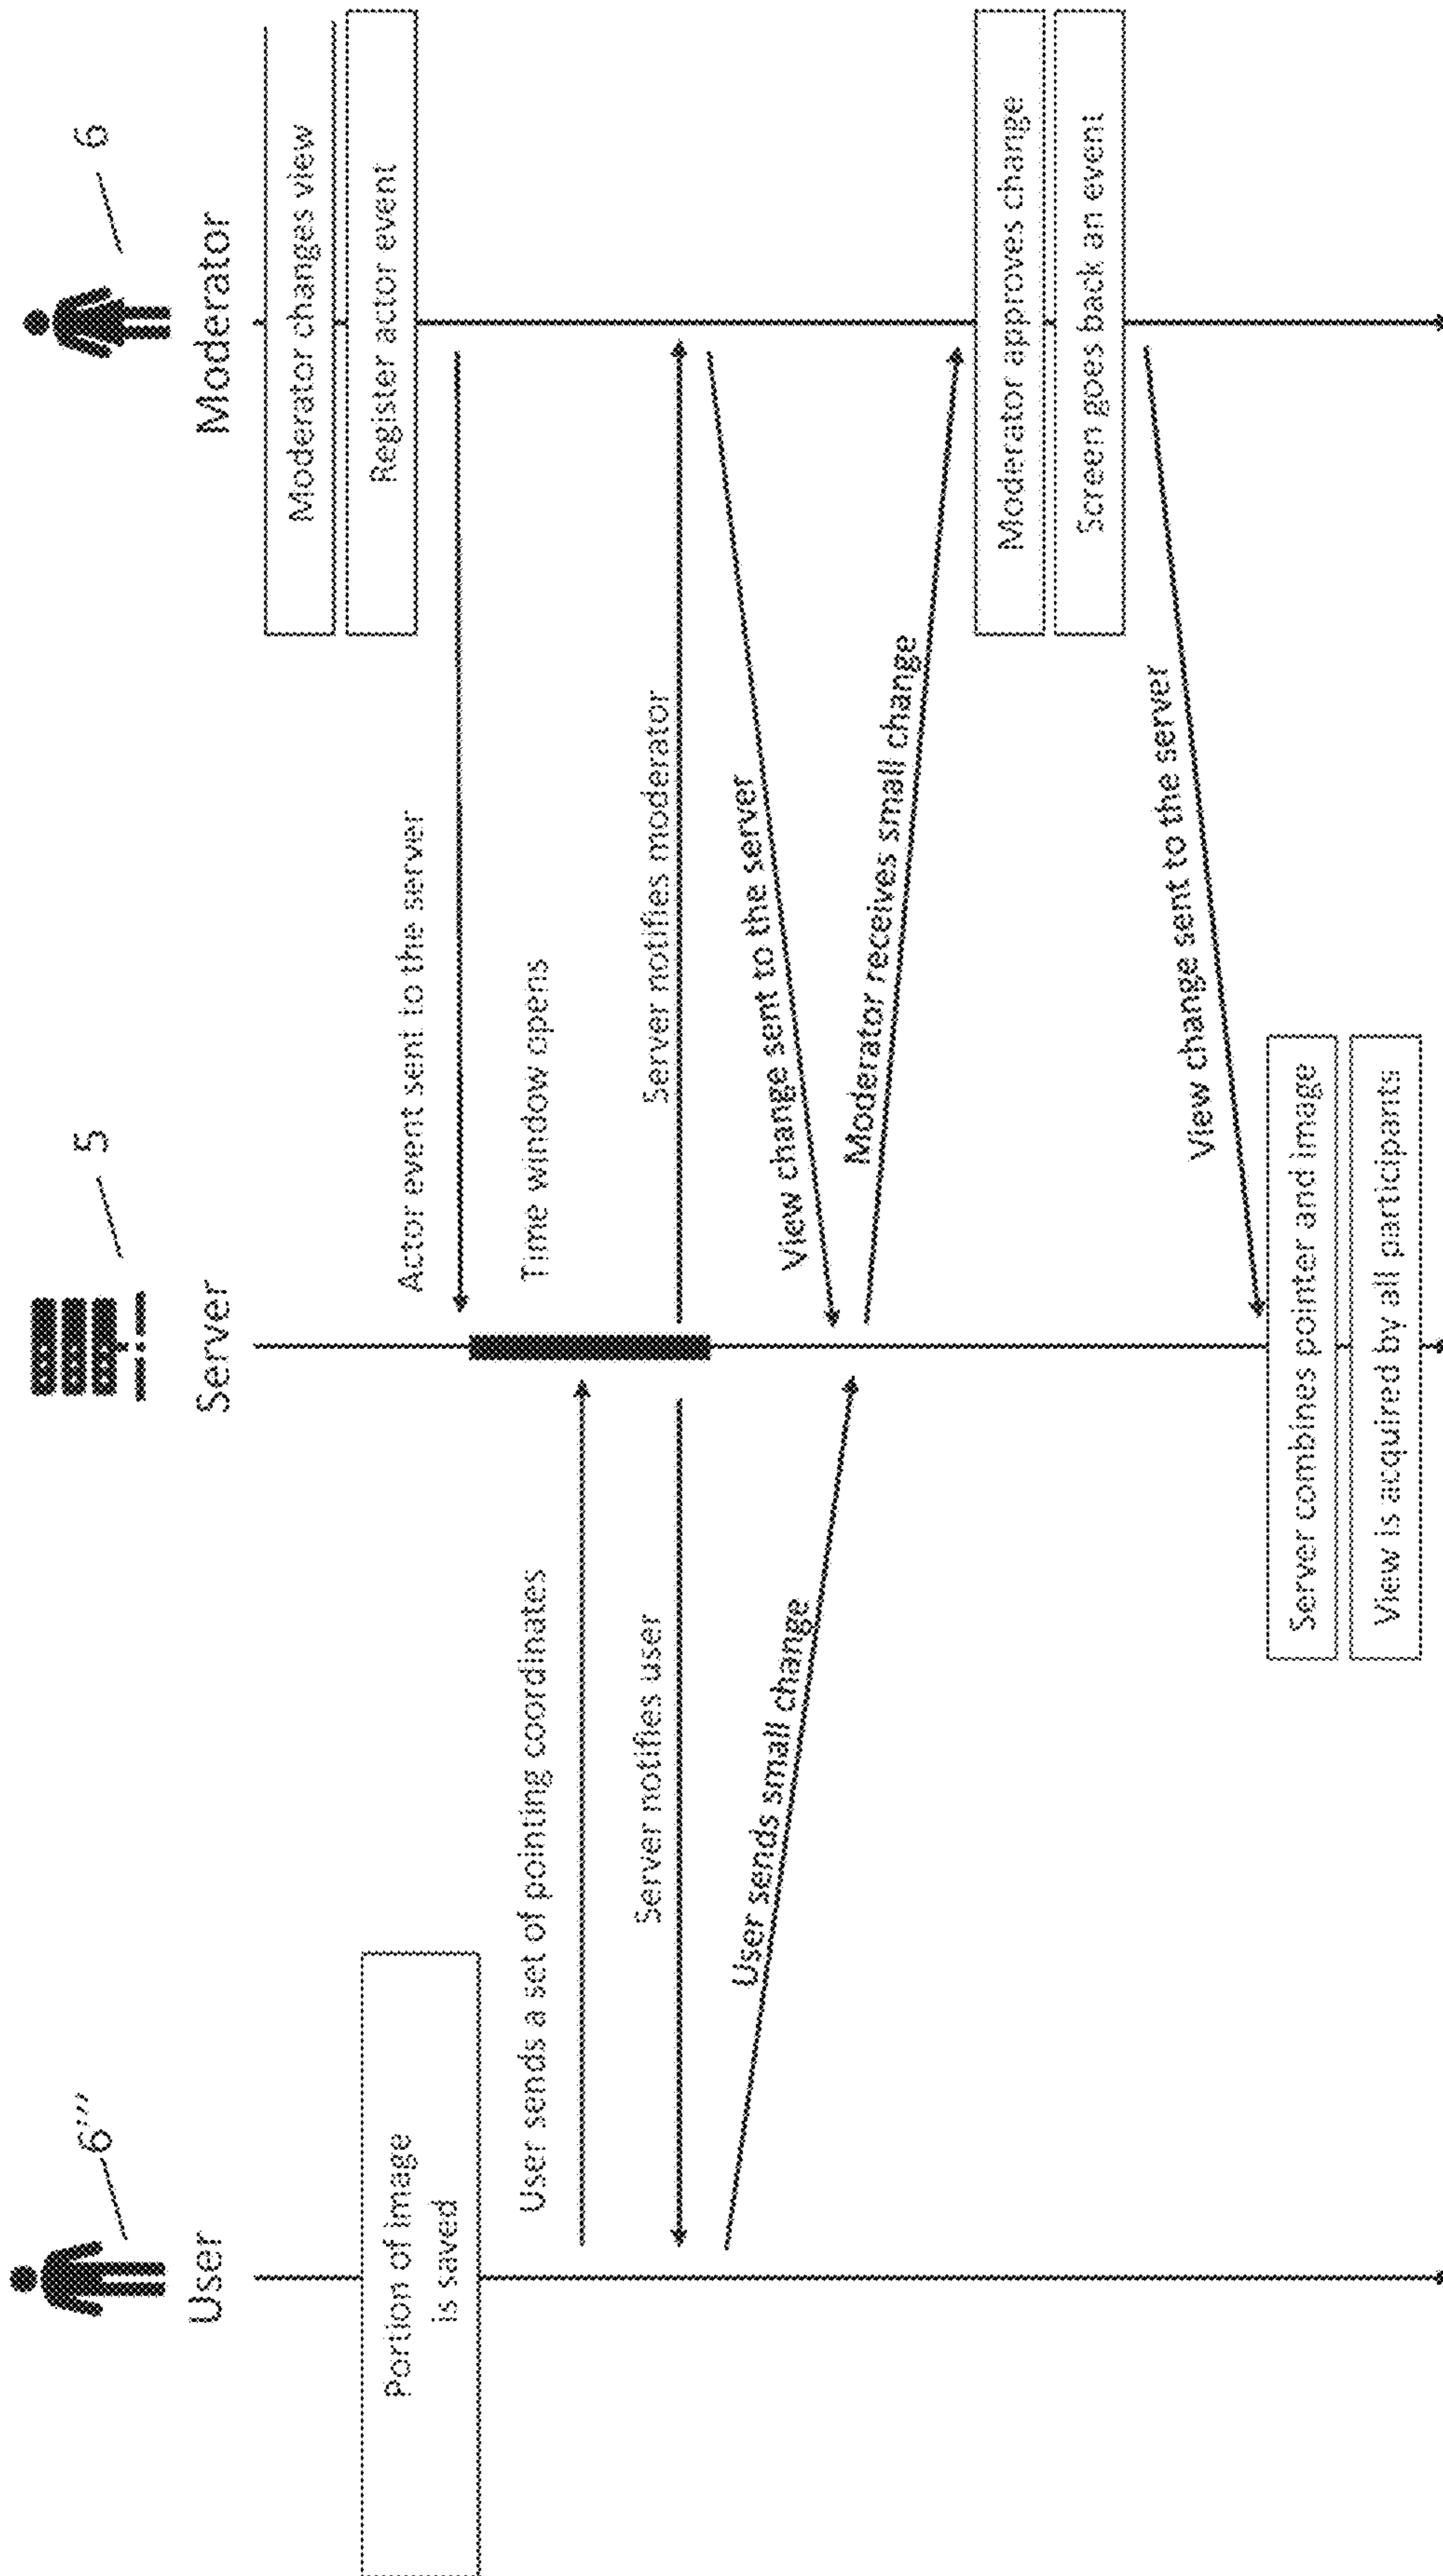 6'''
User
5
Server
6
Moderator
Moderator changes view
Register actor event
Portion of image
is saved
Actor event sent to the server
User sends a set of pointing coordinates
Time window opens
Server notifies user
Server notifies moderator
User sends small change
View change sent to the server
Moderator receives small change
Moderator approves change
Screen goes back an event
View change sent to the server
Server combines pointer and image
View is acquired by all participants